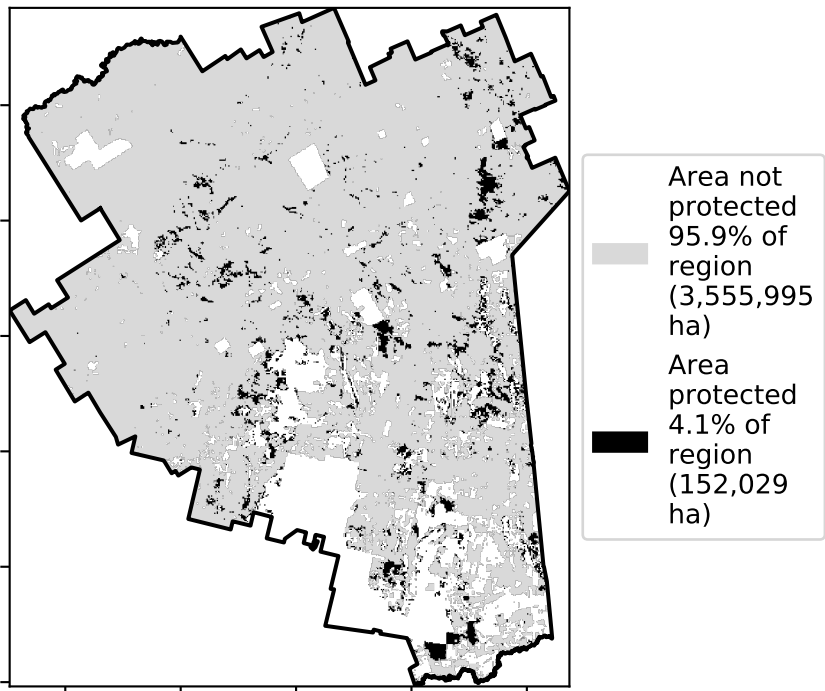 Area not
protected
95.9% of
region
(3,555,995
ha)
Area
protected
4.1% of
region
(152,029
ha)